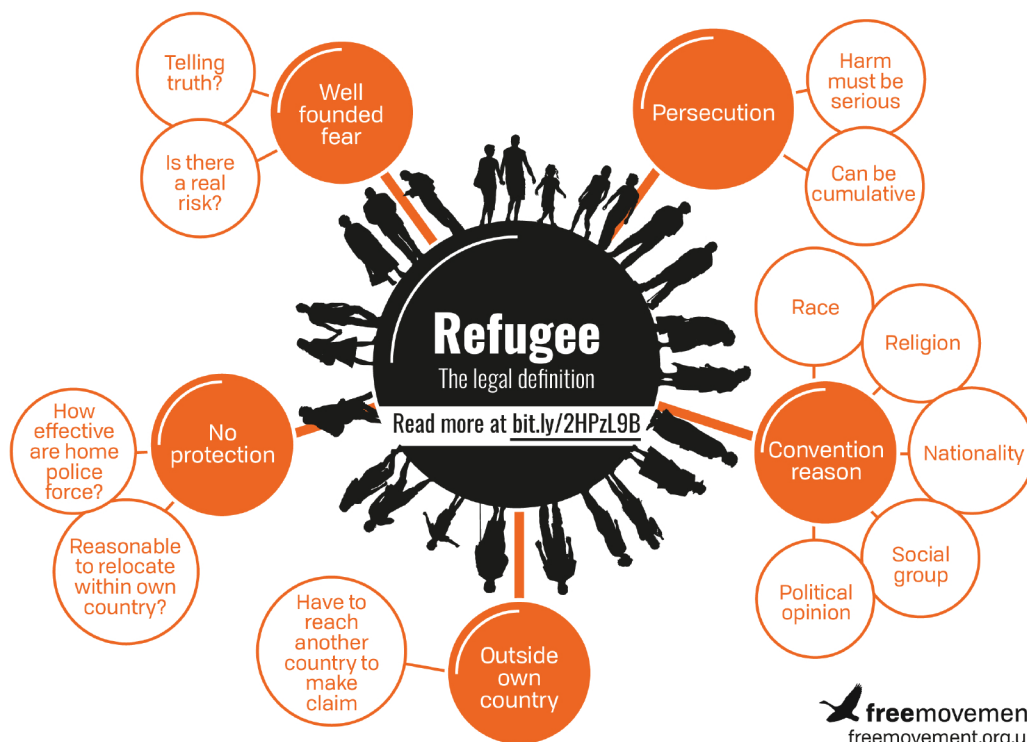 Telling
truth?
Is there
a real
risk?
Well
founded
fear
Persecution
Harm
must be
serious
Can be
cumulative
Refugee
The legal definition
Read more at bit.ly/2HPzL9B
Race
Religion
Nationality
Social
group
Political
opinion
Convention
reason
No
protection
How
effective
are home
police
force?
Reasonable
to relocate
within own
country?
Outside
own
country
Have to
reach
another
country to
make
claim
freemovemen
freemovement.org.u